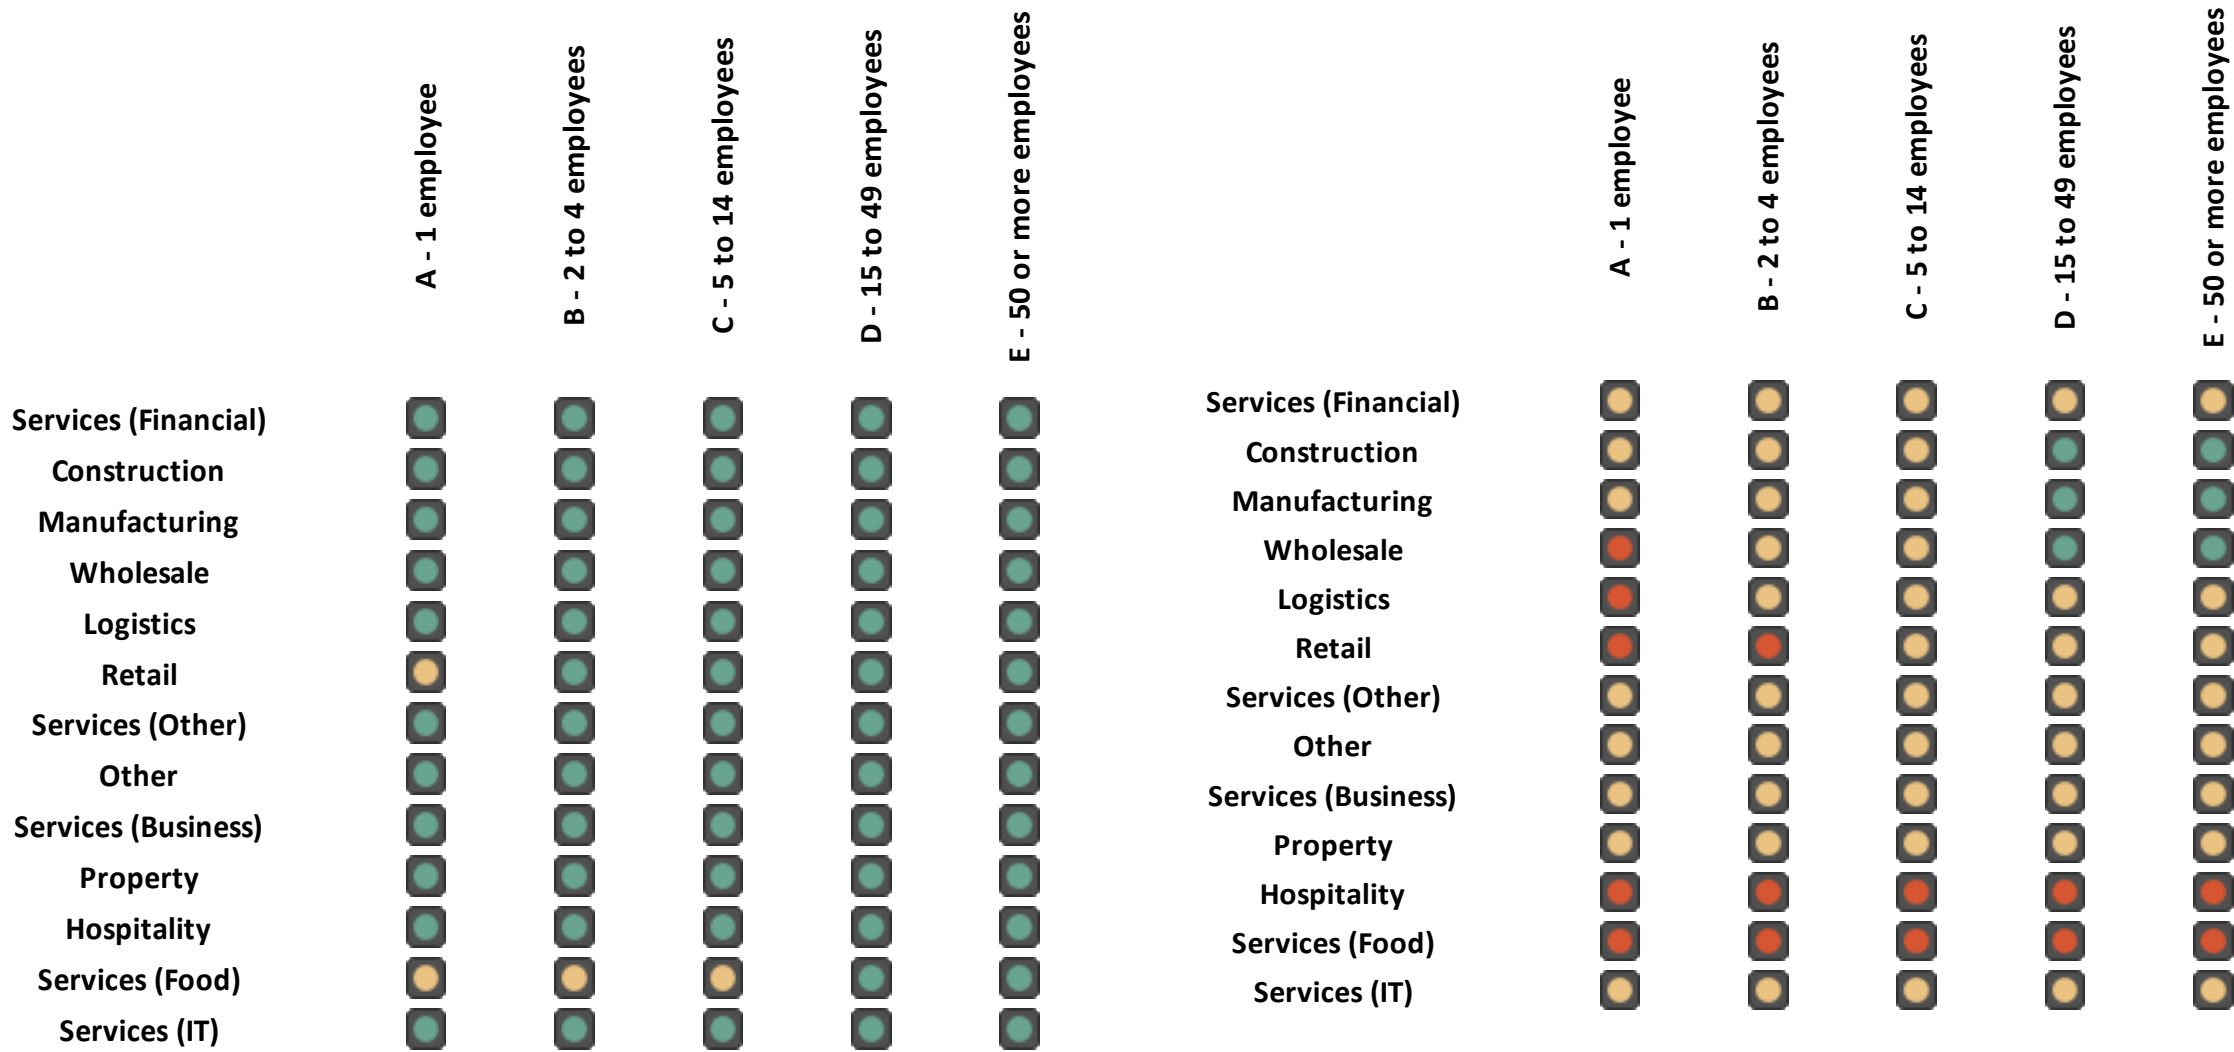 A - 1 employee
B - 2 to 4 employees
C - 5 to 14 employees
D - 15 to 49 employees
E - 50 or more employees
Services (Financial)
Construction
Manufacturing
Wholesale
Logistics
Retail
Services (Other)
Other
Services (Business)
Property
Hospitality
Services (Food)
Services (IT)
A - 1 employee
B - 2 to 4 employees
C - 5 to 14 employees
D - 15 to 49 employees
E - 50 or more employees
Services (Financial)
Construction
Manufacturing
Wholesale
Logistics
Retail
Services (Other)
Other
Services (Business)
Property
Hospitality
Services (Food)
Services (IT)